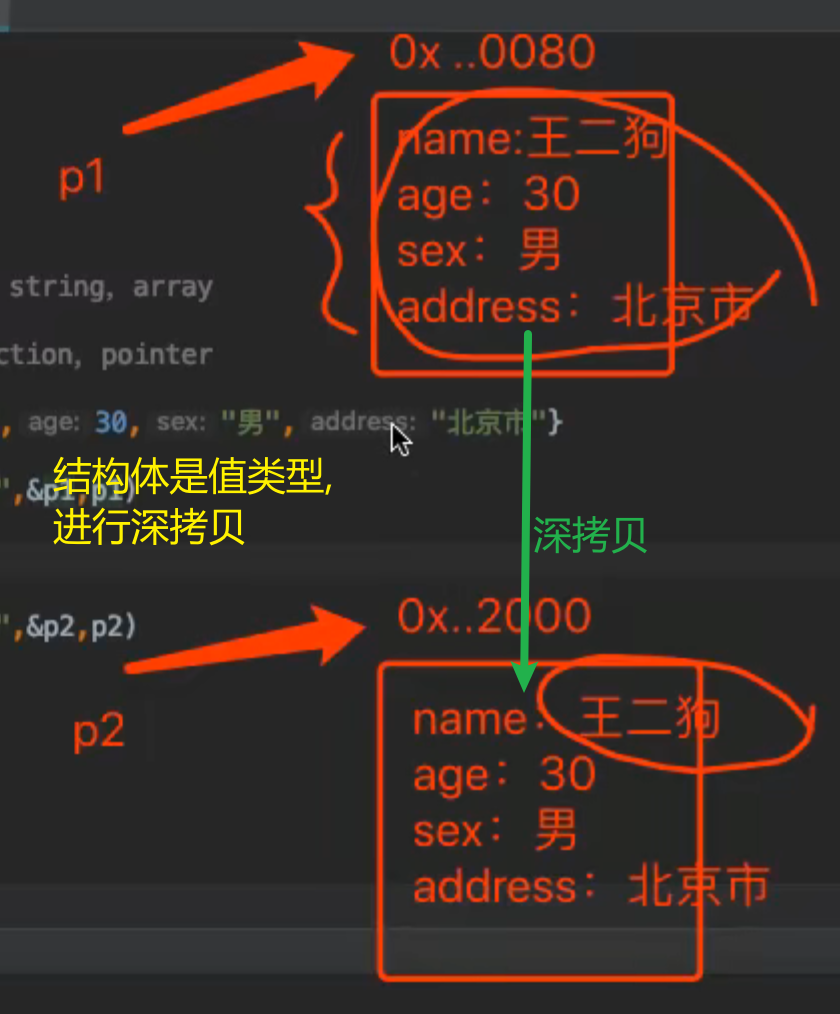 0x ..0080
p1
name:王二狗
age：30
sex：男
address：北京市
string, array
ction, pointer
, age: 30, sex: "男", address: "北京市"}
结构体是值类型,
",&p1,p1)
进行深拷贝
深拷贝
0x..2000
",&p2,p2)
p2
name：王二狗
age：30
sex：男
address：北京市